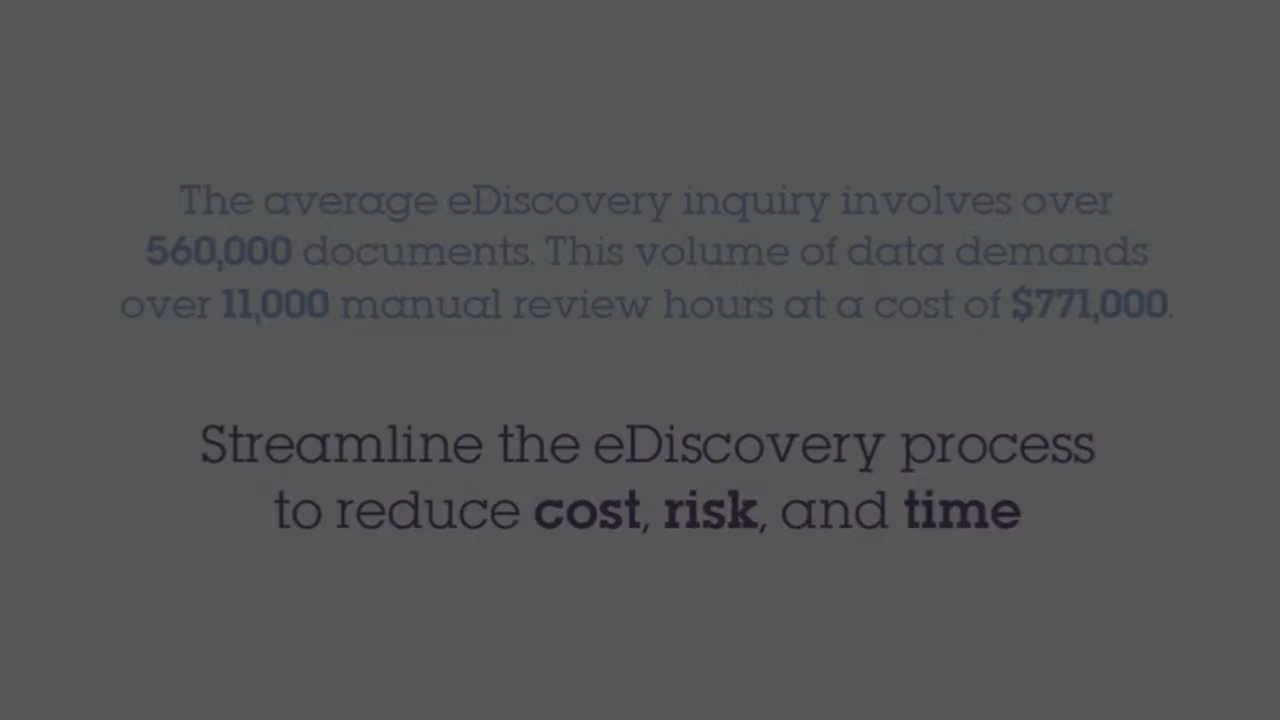 The average eDiscovery inquiry involves over
560,000 documents. This volume of data demands
over 11,000 manual review hours at a cost of $771,000.
Streamline the eDiscovery process
to reduce cost, risk, and time